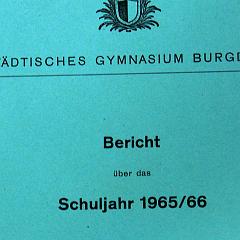 ÄDTISCHES GYMNASIUM BURGD
Bericht
über das
Schuljahr 1965/66